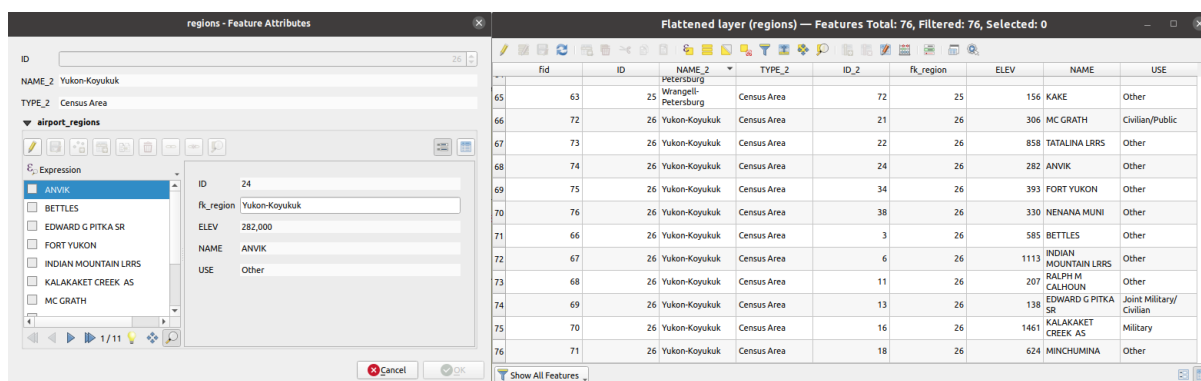 regions - Feature Attributes
ID 26
NAME_2 Yukon-Koyukuk
TYPE_2 Census Area
airport_regions
Expression
ANVIK
BETTLES
EDWARD G PITKA SR
FORT YUKON
INDIAN MOUNTAIN LRRS
KALAKAKET CREEK AS
MC GRATH
1 / 11
ID 24
fk_region Yukon-Koyukuk
ELEV 282,000
NAME ANVIK
USE Other
Cancel
OK
Flattened layer (regions) — Features Total: 76, Filtered: 76, Selected: 0
fid ID NAME_2 TYPE_2 ID_2 fk_region ELEV NAME USE
Petersburg
65 63 25 Wrangell-Petersburg Census Area 72 25 156 KAKE Other
66 72 26 Yukon-Koyukuk Census Area 21 26 306 MC GRATH Civilian/Public
67 73 26 Yukon-Koyukuk Census Area 22 26 858 TATALINA LRRS Other
68 74 26 Yukon-Koyukuk Census Area 24 26 282 ANVIK Other
69 75 26 Yukon-Koyukuk Census Area 34 26 393 FORT YUKON Other
70 76 26 Yukon-Koyukuk Census Area 38 26 330 NENANA MUNI Other
71 66 26 Yukon-Koyukuk Census Area 3 26 585 BETTLES Other
72 67 26 Yukon-Koyukuk Census Area 6 26 1113 INDIAN MOUNTAIN LRRS Other
73 68 26 Yukon-Koyukuk Census Area 11 26 207 RALPH M CALHOUN Other
74 69 26 Yukon-Koyukuk Census Area 13 26 138 EDWARD G PITKA SR Joint Military/Civilian
75 70 26 Yukon-Koyukuk Census Area 16 26 1461 KALAKAKET CREEK AS Military
76 71 26 Yukon-Koyukuk Census Area 18 26 624 MINCHUMINA Other
Show All Features